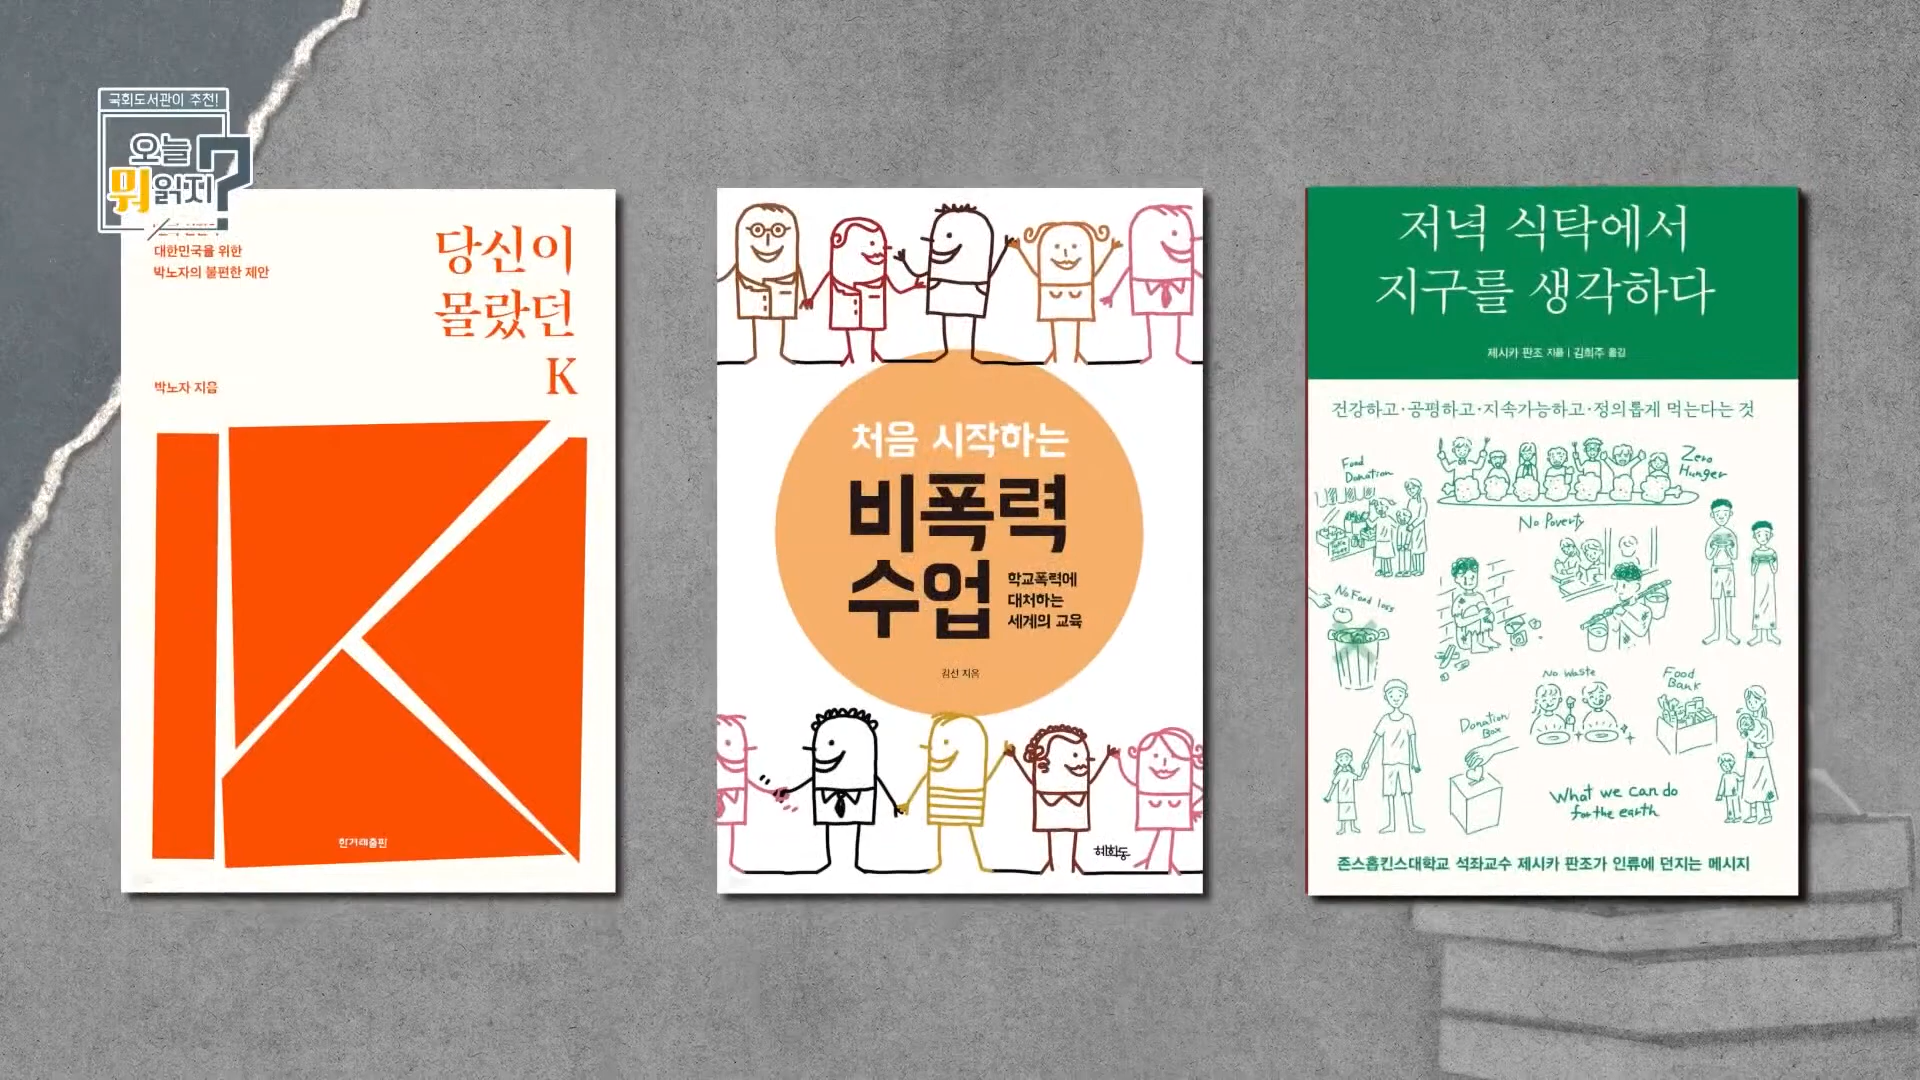 국회도서관이 추천!
오늘
뭐읽지?
대한민국을 위한
박노자의 불편한 제안
당신이
몰랐던
K
박노자 지음
한겨레출판
처음 시작하는
비폭력
수업
학교폭력에
대처하는
세계의 교육
김선 지음
혜화동
저녁 식탁에서
지구를 생각하다
제시카 판조 지음 | 김희주 옮김
건강하고·공평하고·지속가능하고·정의롭게 먹는다는 것
Food
Donation
Zero
Hunger
No Poverty
No Food loss
No Waste
Food
Bank
Donation
Box
What we can do
for the earth
존스홉킨스대학교 석좌교수 제시카 판조가 인류에 던지는 메시지